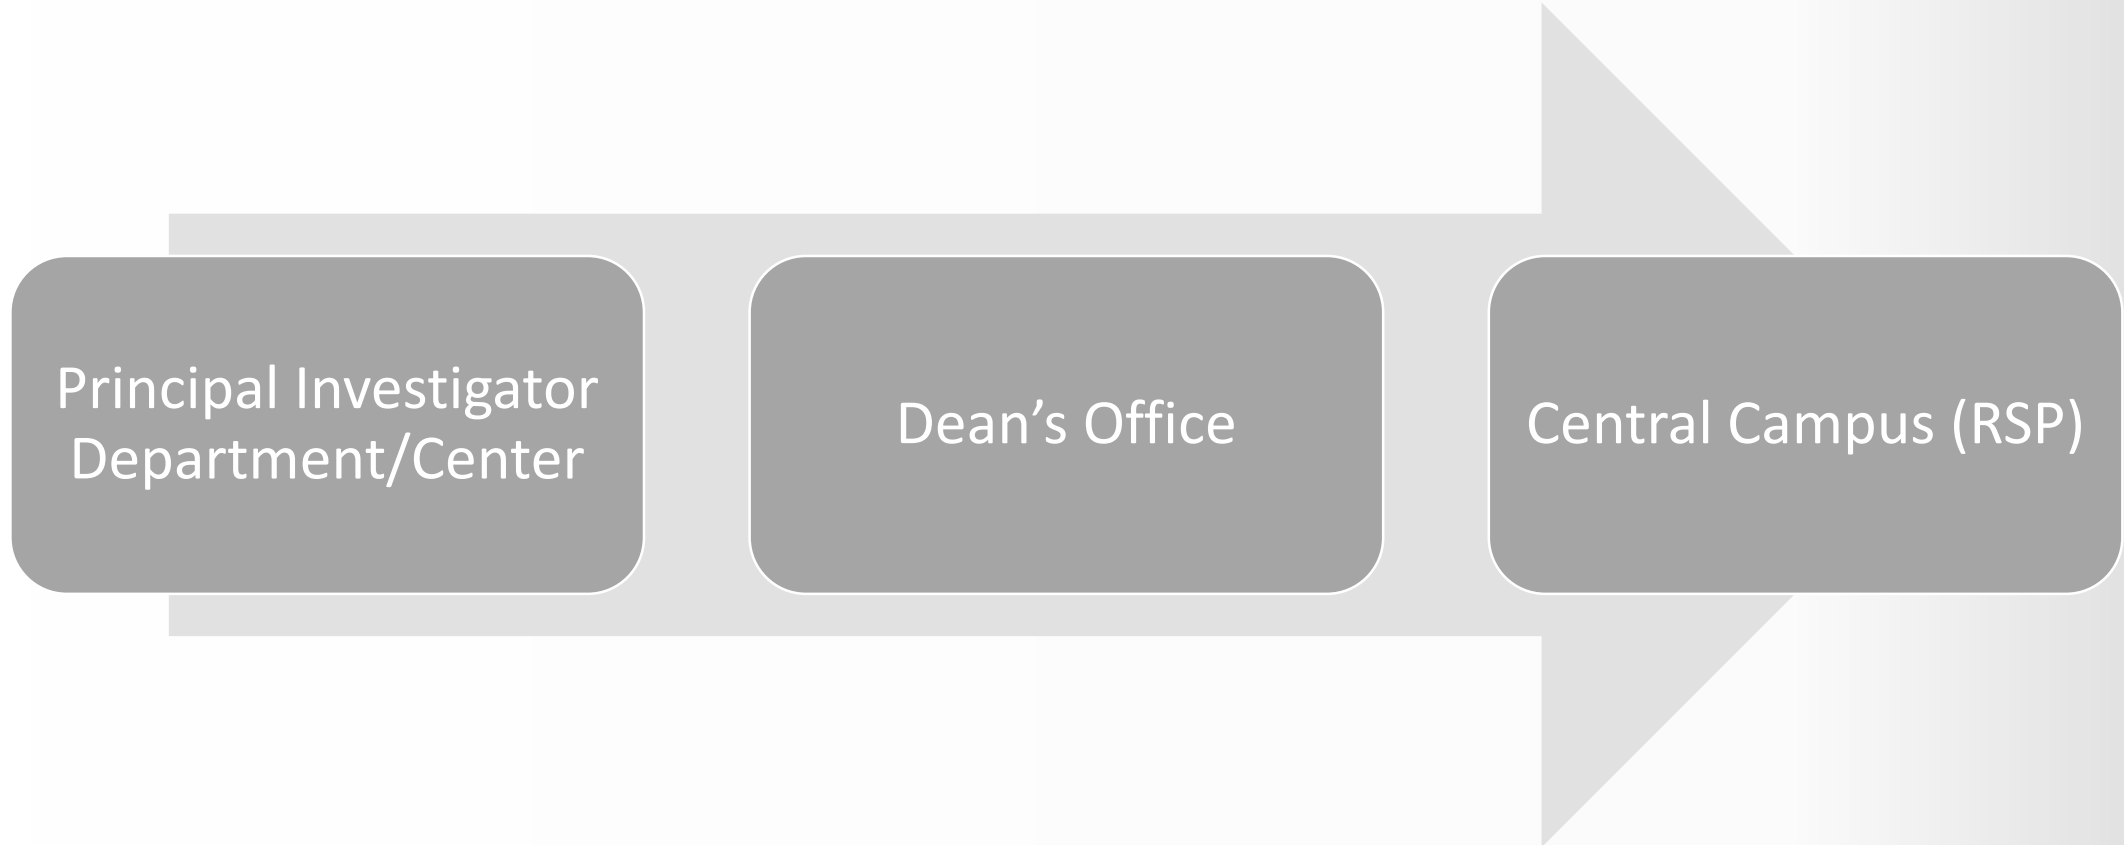 Principal Investigator
Department/Center
Dean’s Office
Central Campus (RSP)